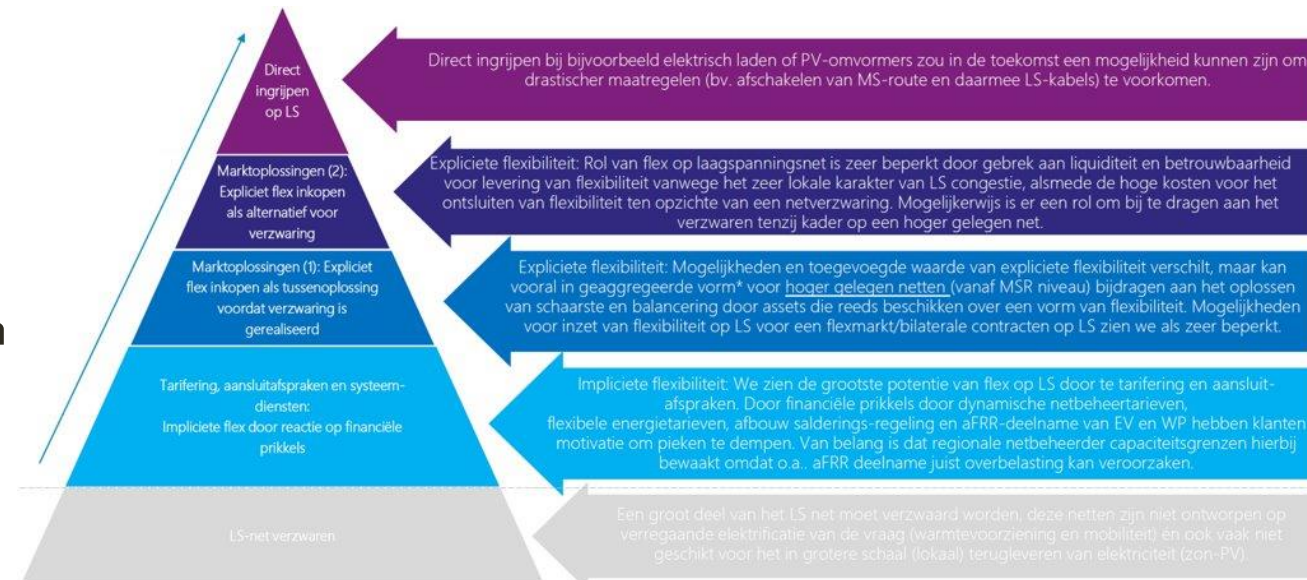 Direct
ingrijpen
op LS
Direct ingrijpen bij bijvoorbeeld elektrisch laden of PV-omvormers zou in de toekomst een mogelijkheid kunnen zijn om
drastischer maatregelen (bv. afschakelen van MS-route en daarmee LS-kabels) te voorkomen.
Marktoplossingen (2):
Expliciet flex inkopen
als alternatief voor
verzwaring
Expliciete flexibiliteit: Rol van flex op laagspanningsnet is zeer beperkt door gebrek aan liquiditeit en betrouwbaarheid
voor levering van flexibiliteit vanwege het zeer lokale karakter van LS congestie, alsmede de hoge kosten voor het
ontsluiten van flexibiliteit ten opzichte van een netverzwaring. Mogelijkerwijs is er een rol om bij te dragen aan het
verzwaren tenzij kader op een hoger gelegen net.
Marktoplossingen (1): Expliciet
flex inkopen als tussenoplossing
voordat verzwaring is
gerealiseerd
Expliciete flexibiliteit: Mogelijkheden en toegevoegde waarde van expliciete flexibiliteit verschilt, maar kan
vooral in geaggregeerde vorm* voor hoger gelegen netten (vanaf MSR niveau) bijdragen aan het oplossen
van schaarste en balancering door assets die reeds beschikken over een vorm van flexibiliteit. Mogelijkheden
voor inzet van flexibiliteit op LS voor een flexmarkt/bilaterale contracten op LS zien we als zeer beperkt.
Tarifering, aansluitafspraken en systeem-
diensten:
Impliciete flex door reactie op financiële
prikkels
Impliciete flexibiliteit: We zien de grootste potentie van flex op LS door te tarifering en aansluit-
afspraken. Door financiële prikkels door dynamische netbeheertarieven,
flexibele energietarieven, afbouw salderings-regeling en aFRR-deelname van EV en WP hebben klanten
motivatie om pieken te dempen. Van belang is dat regionale netbeheerder capaciteitsgrenzen hierbij
bewaakt omdat o.a.. aFRR deelname juist overbelasting kan veroorzaken.
LS-net verzwaren
Een groot deel van het LS net moet verzwaard worden, deze netten zijn niet ontworpen op
verregaande elektrificatie van de vraag (warmtevoorziening en mobiliteit) én ook vaak niet
geschikt voor het in grotere schaal (lokaal) terugleveren van elektriciteit (zon-PV).